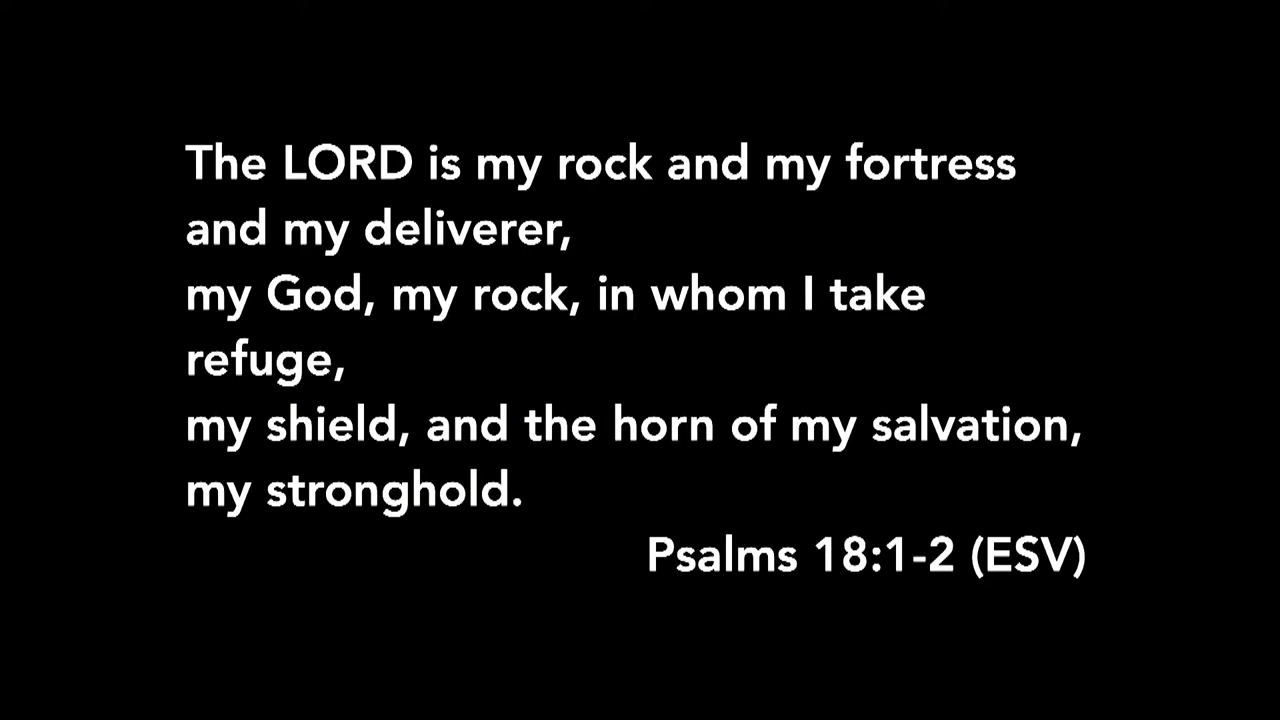 The LORD is my rock and my fortress
and my deliverer,
my God, my rock, in whom I take
refuge,
my shield, and the horn of my salvation,
my stronghold.
Psalms 18:1-2 (ESV)